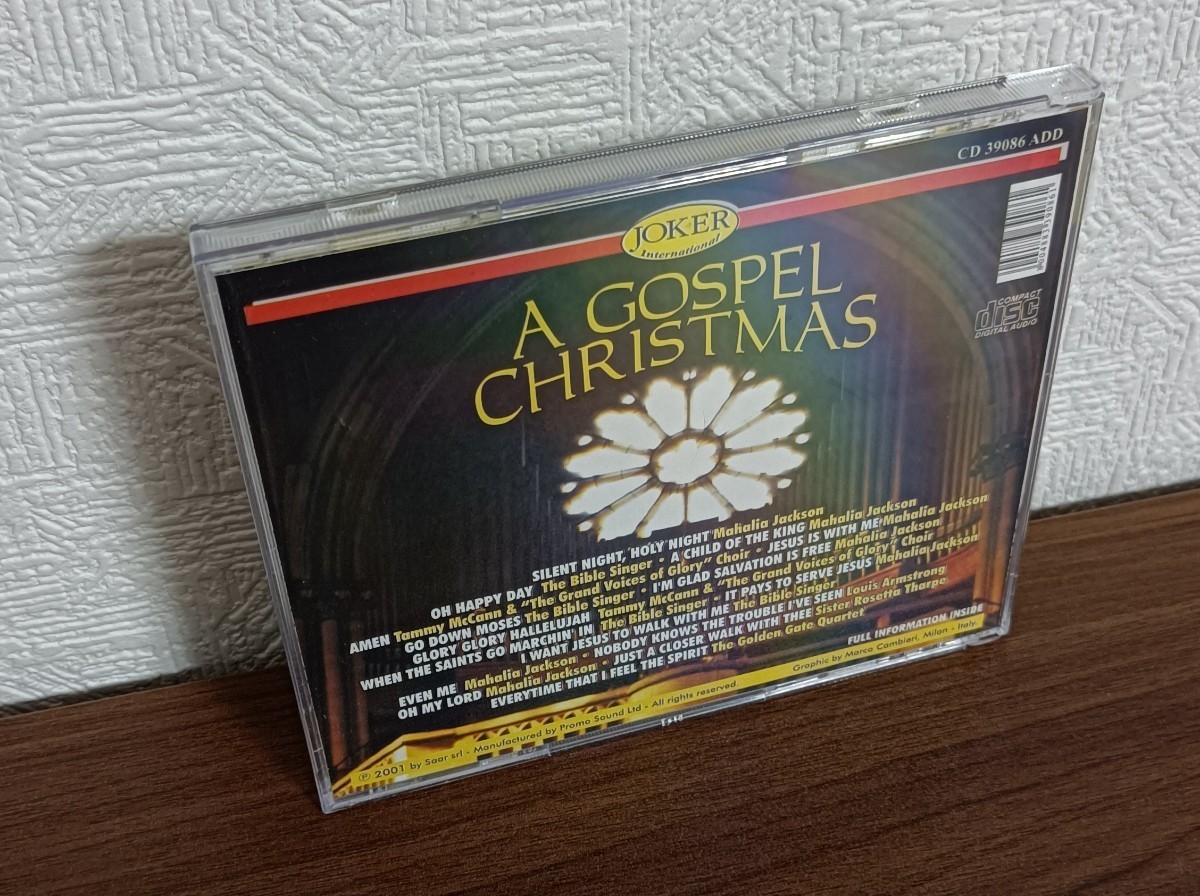 CD 39086 ADD
JOKER
International
A GOSPEL
CHRISTMAS
COMPACT
disc
DIGITAL AUDIO
SILENT NIGHT, HOLY NIGHT Mahalia Jackson
OH HAPPY DAY The Bible Singer • A CHILD OF THE KING Mahalia Jackson
AMEN Tammy McCann & "The Grand Voices of Glory" Choir • JESUS IS WITH ME Mahalia Jackson
GO DOWN MOSES The Bible Singer • I'M GLAD SALVATION IS FREE Mahalia Jackson
GLORY GLORY HALLELUJAH Tammy McCann & "The Grand Voices of Glory" Choir
WHEN THE SAINTS GO MARCHIN' IN The Bible Singer • IT PAYS TO SERVE JESUS Mahalia Jackson
I WANT JESUS TO WALK WITH ME The Bible Singer
EVEN ME Mahalia Jackson • NOBODY KNOWS THE TROUBLE I'VE SEEN Louis Armstrong
OH MY LORD Mahalia Jackson • JUST A CLOSER WALK WITH THEE Sister Rosetta Tharpe
EVERYTIME THAT I FEEL THE SPIRIT The Golden Gate Quartet
FULL INFORMATION INSIDE
℗ 2001 by Saar srl - Manufactured by Promo Sound Ltd - All rights reserved.
Graphic by Marco Cambieri, Milan - Italy.